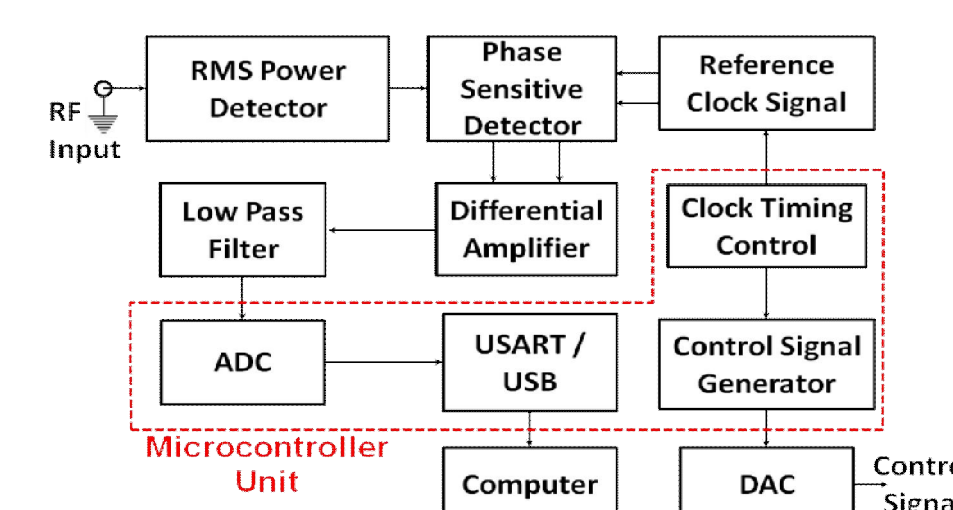 RMS Power
Detector
Phase
Sensitive
Detector
Reference
Clock Signal
RF
Input
Low Pass
Filter
Differential
Amplifier
Clock Timing
Control
ADC
USART /
USB
Control Signal
Generator
Microcontroller
Unit
Computer
DAC